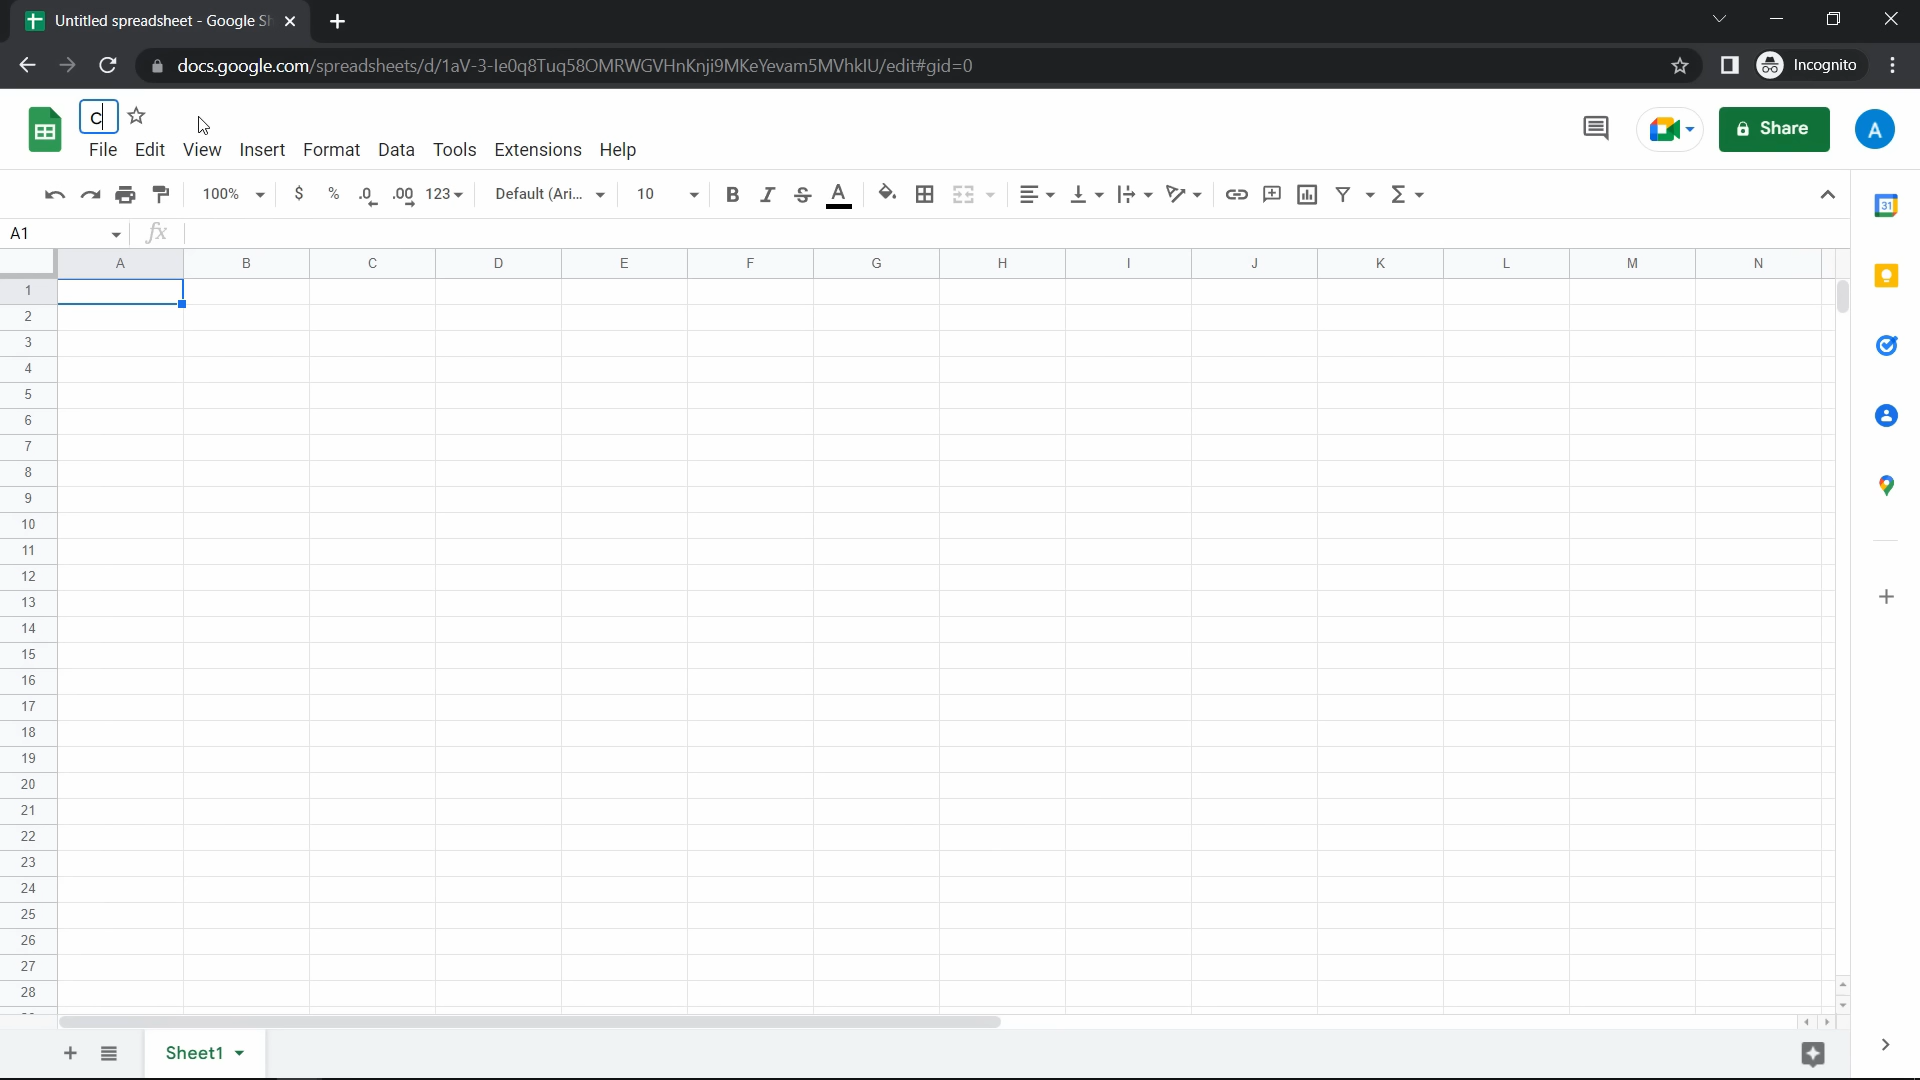 Untitled spreadsheet - Google Sh
docs.google.com/spreadsheets/d/1aV-3-Ie0q8Tuq58OMRWGVHnKnji9MKeYevam5MVhkIU/edit#gid=0
Incognito
C
File Edit View Insert Format Data Tools Extensions Help
Share
A
100% $ % .0 .00 123 Default (Ari... 10 B I S A
31
A1 fx
A B C D E F G H I J K L M N
1
2
3
4
5
6
7
8
9
10
11
12
13
14
15
16
17
18
19
20
21
22
23
24
25
26
27
28
Sheet1